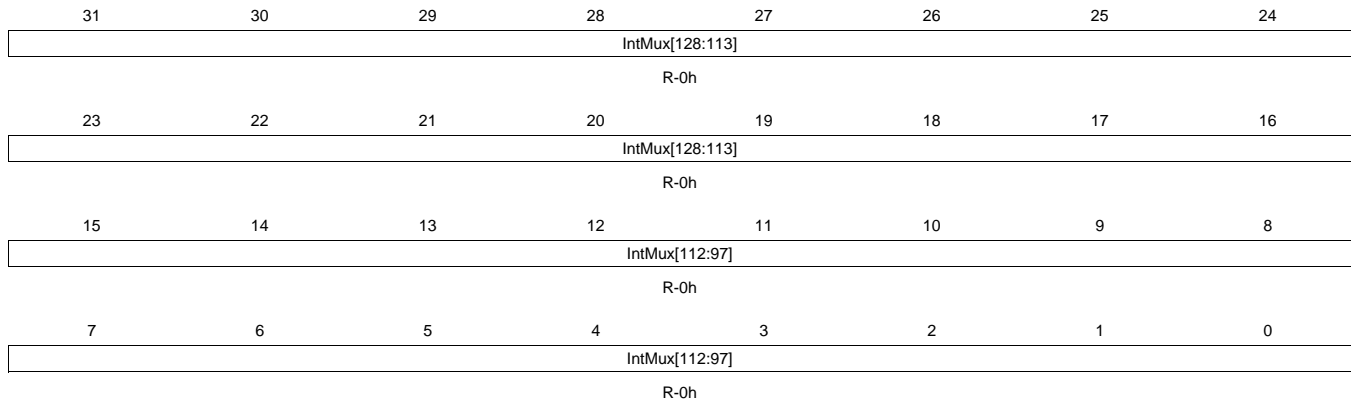 31 30 29 28 27 26 25 24
IntMux[128:113]
R-0h
23 22 21 20 19 18 17 16
IntMux[128:113]
R-0h
15 14 13 12 11 10 9 8
IntMux[112:97]
R-0h
7 6 5 4 3 2 1 0
IntMux[112:97]
R-0h